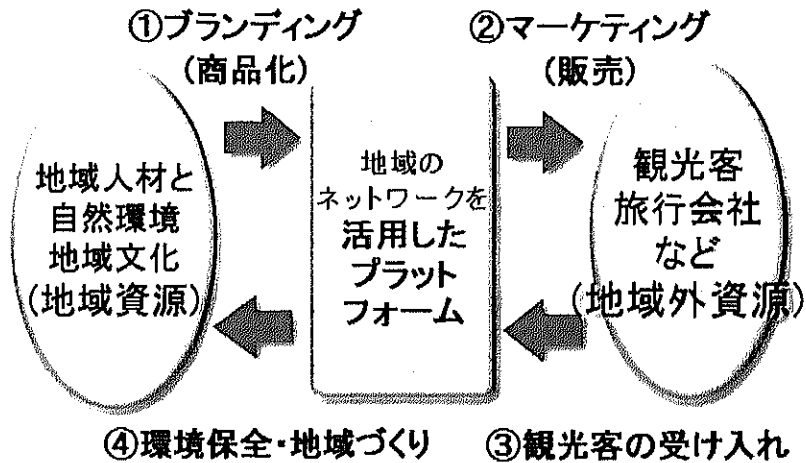 ①ブランディング
(商品化)
②マーケティング
(販売)
地域人材と
自然環境
地域文化
(地域資源)
地域の
ネットワークを
活用した
プラット
フォーム
観光客
旅行会社
など
(地域外資源)
④環境保全・地域づくり
③観光客の受け入れ